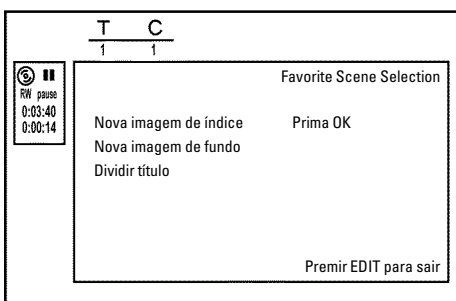 T C
1 1
RW pause
0:03:40
0:00:14
Favorite Scene Selection
Nova imagem de índice Prima OK
Nova imagem de fundo
Dividir título
Premir EDIT para sair